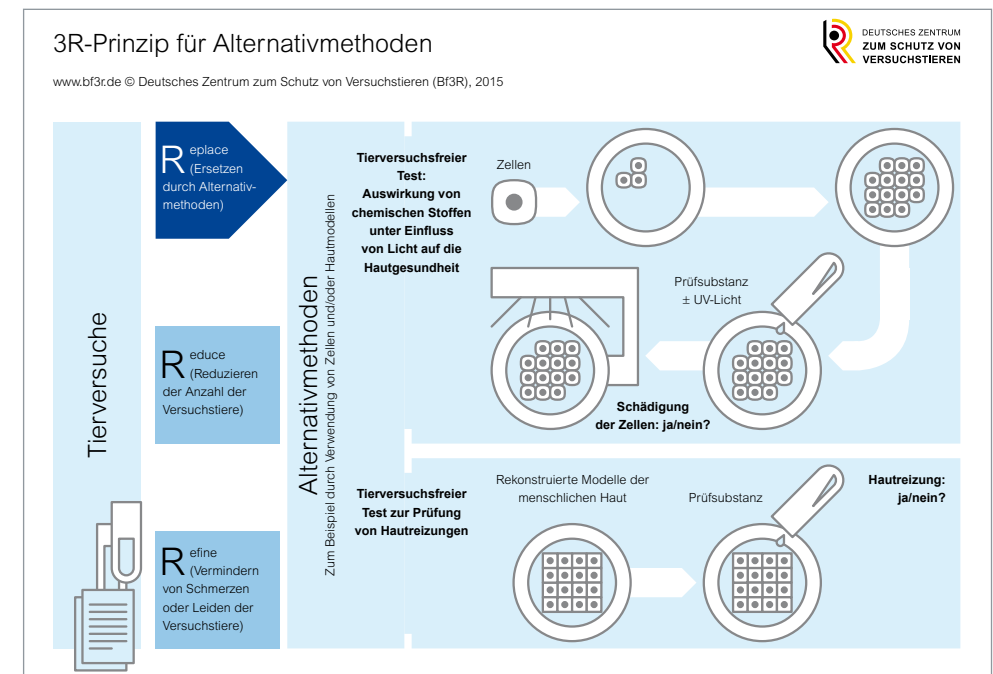 3R-Prinzip für Alternativmethoden
www.bf3r.de © Deutsches Zentrum zum Schutz von Versuchstieren (Bf3R), 2015
DEUTSCHES ZENTRUM
ZUM SCHUTZ VON
VERSUCHSTIEREN
Tierversuche
Replace
(Ersetzen
durch Alternativ-
methoden)
Reduce
(Reduzieren
der Anzahl der
Versuchstiere)
Refine
(Vermindern
von Schmerzen
oder Leiden der
Versuchstiere)
Alternativmethoden
Zum Beispiel durch Verwendung von Zellen und/oder Hautmodellen
Tierversuchsfreier
Test:
Auswirkung von
chemischen Stoffen
unter Einfluss
von Licht auf die
Hautgesundheit
Zellen
Prüfsubstanz
± UV-Licht
Schädigung
der Zellen: ja/nein?
Tierversuchsfreier
Test zur Prüfung
von Hautreizungen
Rekonstruierte Modelle der
menschlichen Haut
Prüfsubstanz
Hautreizung:
ja/nein?